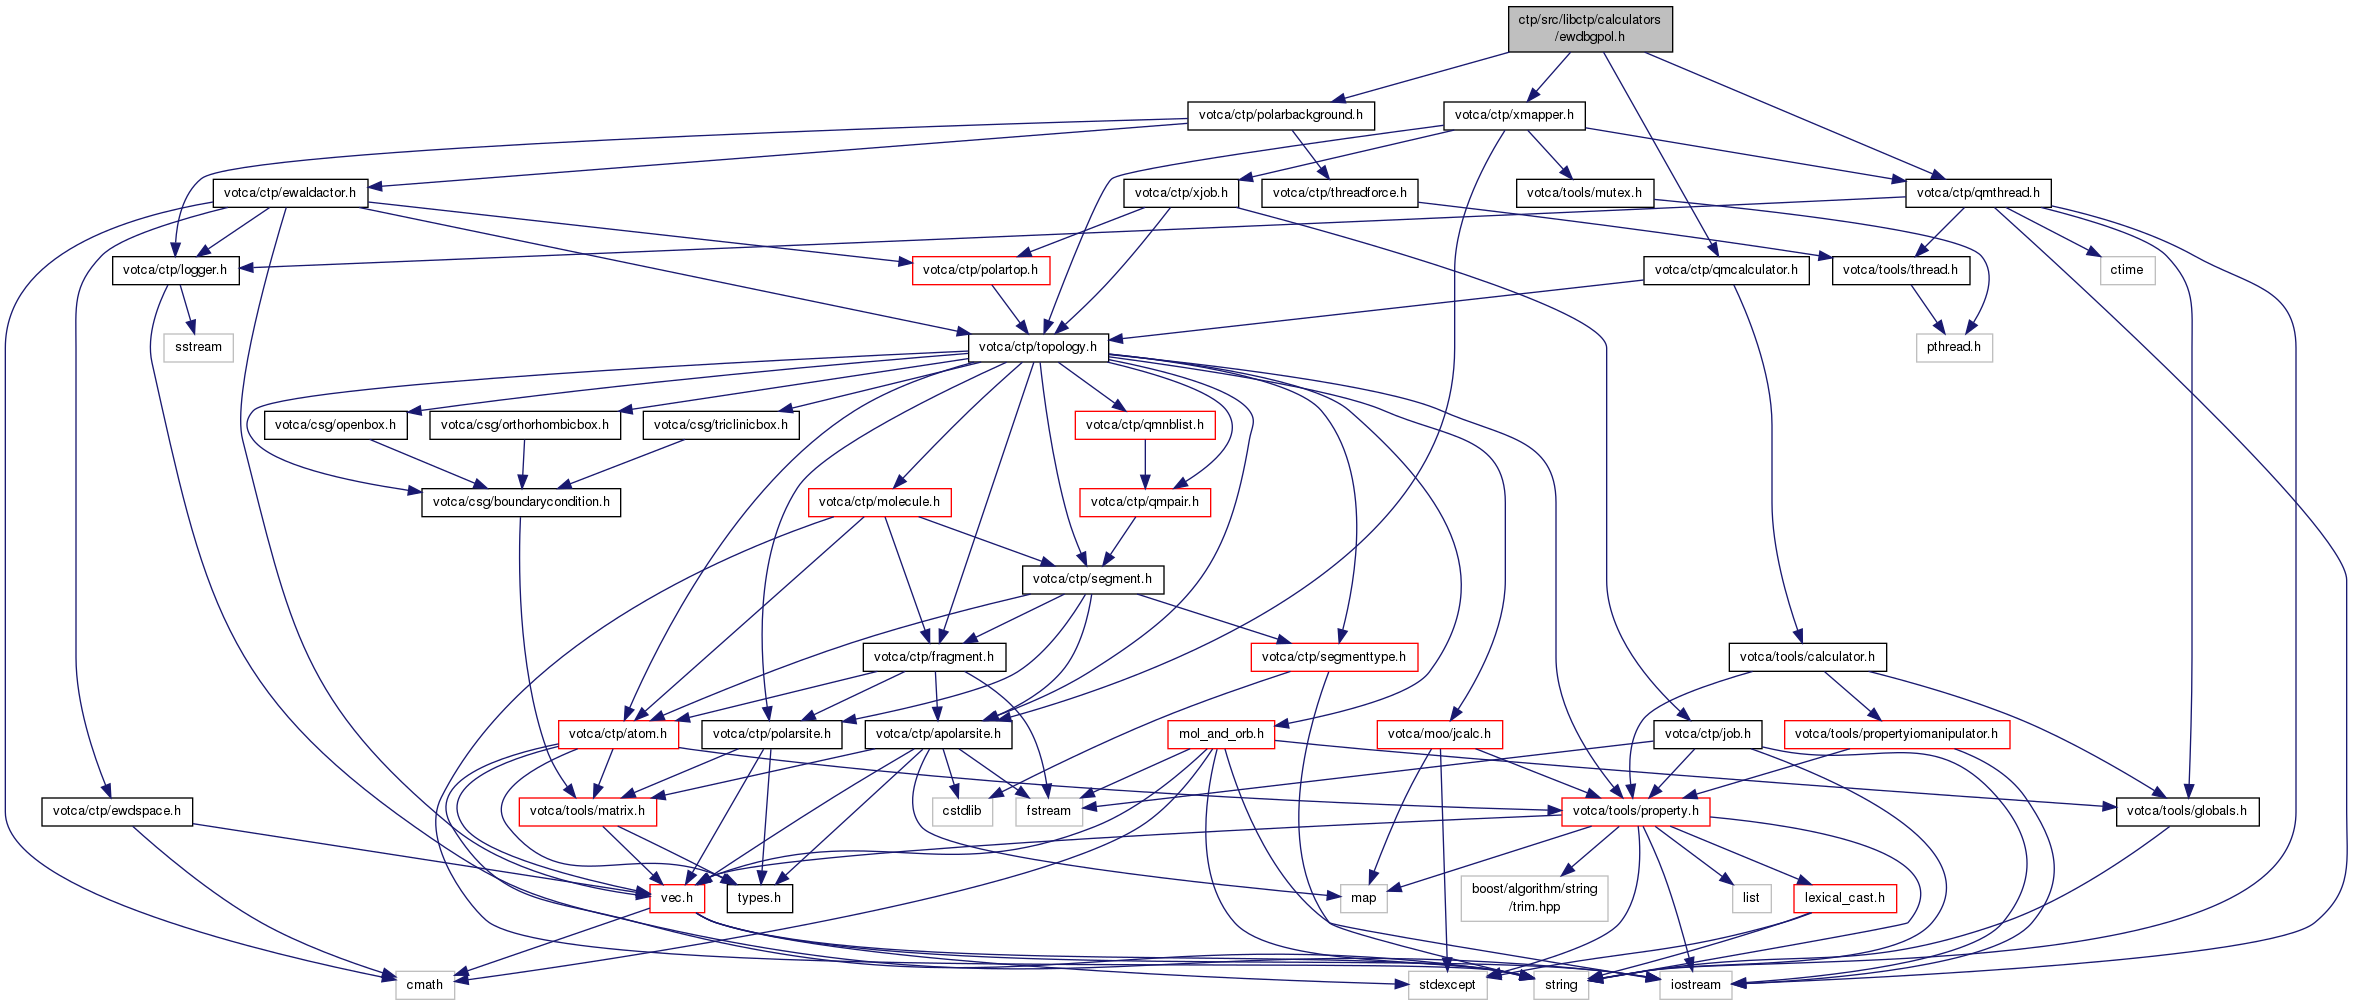 ctp/src/libctp/calculators
/ewdbgpol.h
votca/ctp/polarbackground.h
votca/ctp/xmapper.h
votca/ctp/ewaldactor.h
votca/ctp/xjob.h
votca/ctp/threadforce.h
votca/tools/mutex.h
votca/ctp/qmthread.h
votca/ctp/logger.h
votca/ctp/polartop.h
votca/ctp/qmcalculator.h
votca/tools/thread.h
ctime
sstream
votca/ctp/topology.h
pthread.h
votca/csg/openbox.h
votca/csg/orthorhombicbox.h
votca/csg/triclinicbox.h
votca/ctp/qmnblist.h
votca/csg/boundarycondition.h
votca/ctp/molecule.h
votca/ctp/qmpair.h
votca/ctp/segment.h
votca/ctp/fragment.h
votca/ctp/segmenttype.h
votca/tools/calculator.h
votca/ctp/atom.h
votca/ctp/polarsite.h
votca/ctp/apolarsite.h
mol_and_orb.h
votca/moo/jcalc.h
votca/ctp/job.h
votca/tools/propertyiomanipulator.h
votca/ctp/ewdspace.h
votca/tools/matrix.h
cstdlib
fstream
votca/tools/property.h
votca/tools/globals.h
vec.h
types.h
map
boost/algorithm/string
/trim.hpp
list
lexical_cast.h
cmath
stdexcept
string
iostream